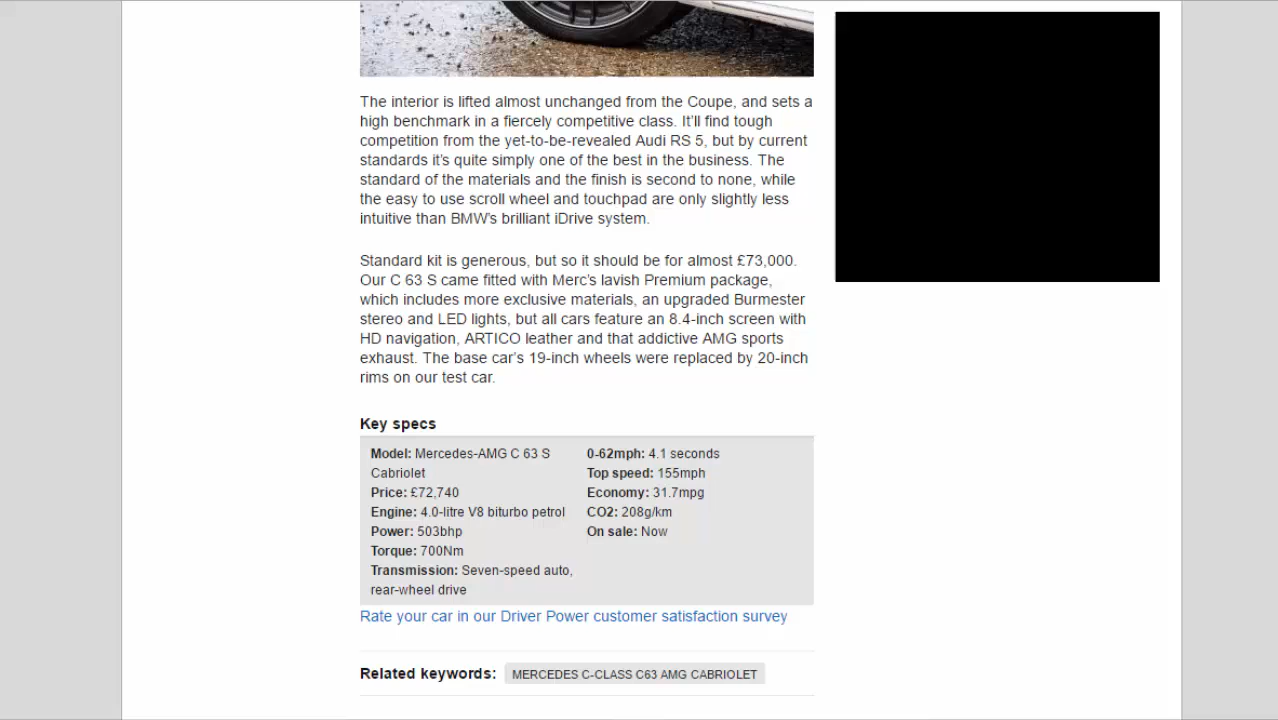 The interior is lifted almost unchanged from the Coupe, and sets a
high benchmark in a fiercely competitive class. It’ll find tough
competition from the yet-to-be-revealed Audi RS 5, but by current
standards it’s quite simply one of the best in the business. The
standard of the materials and the finish is second to none, while
the easy to use scroll wheel and touchpad are only slightly less
intuitive than BMW’s brilliant iDrive system.
Standard kit is generous, but so it should be for almost £73,000.
Our C 63 S came fitted with Merc’s lavish Premium package,
which includes more exclusive materials, an upgraded Burmester
stereo and LED lights, but all cars feature an 8.4-inch screen with
HD navigation, ARTICO leather and that addictive AMG sports
exhaust. The base car’s 19-inch wheels were replaced by 20-inch
rims on our test car.
Key specs
Model: Mercedes-AMG C 63 S
Cabriolet
Price: £72,740
Engine: 4.0-litre V8 biturbo petrol
Power: 503bhp
Torque: 700Nm
Transmission: Seven-speed auto,
rear-wheel drive
0-62mph: 4.1 seconds
Top speed: 155mph
Economy: 31.7mpg
CO2: 208g/km
On sale: Now
Rate your car in our Driver Power customer satisfaction survey
Related keywords: MERCEDES C-CLASS C63 AMG CABRIOLET